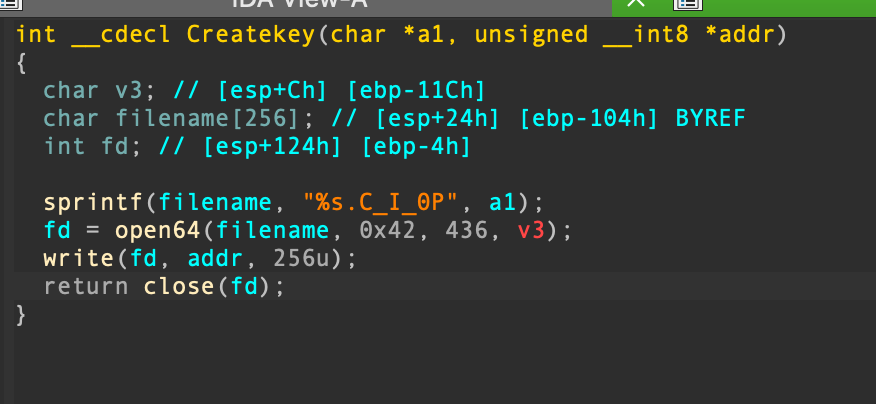 IDA View-A
int __cdecl Createkey(char *a1, unsigned __int8 *addr)
{
  char v3; // [esp+Ch] [ebp-11Ch]
  char filename[256]; // [esp+24h] [ebp-104h] BYREF
  int fd; // [esp+124h] [ebp-4h]

  sprintf(filename, "%s.C_I_0P", a1);
  fd = open64(filename, 0x42, 436, v3);
  write(fd, addr, 256u);
  return close(fd);
}